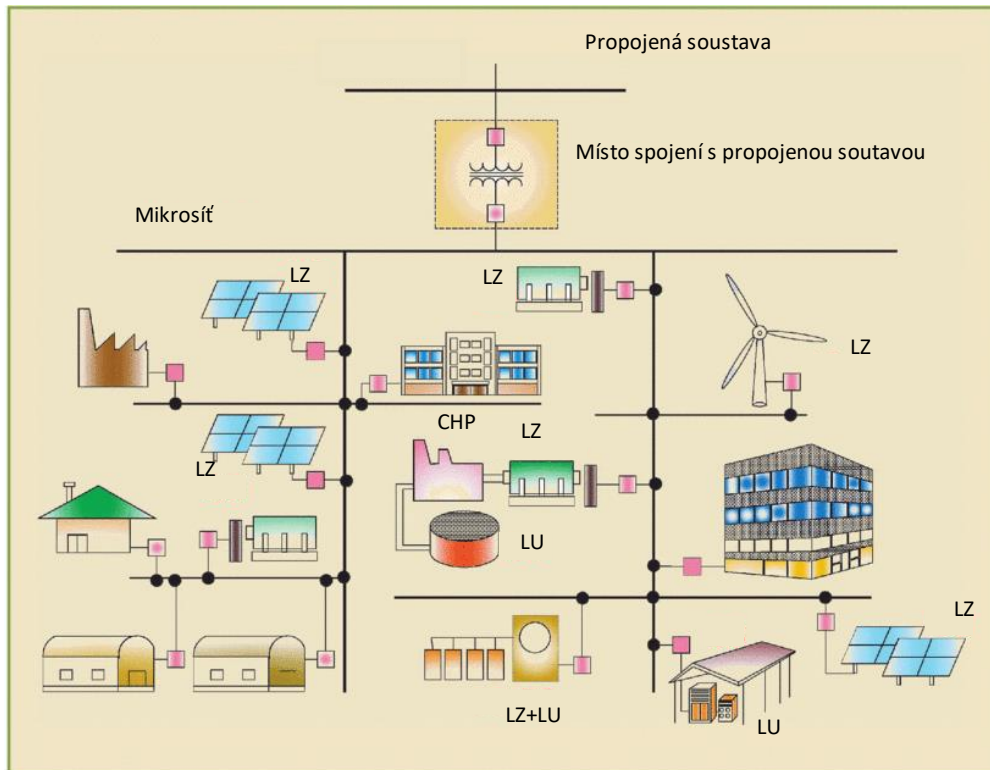 Propojená soustava
Místo spojení s propojenou soutavou
Mikrosíť
LZ
LZ
LZ
CHP
LZ
LZ
LU
LZ
LZ+LU
LU